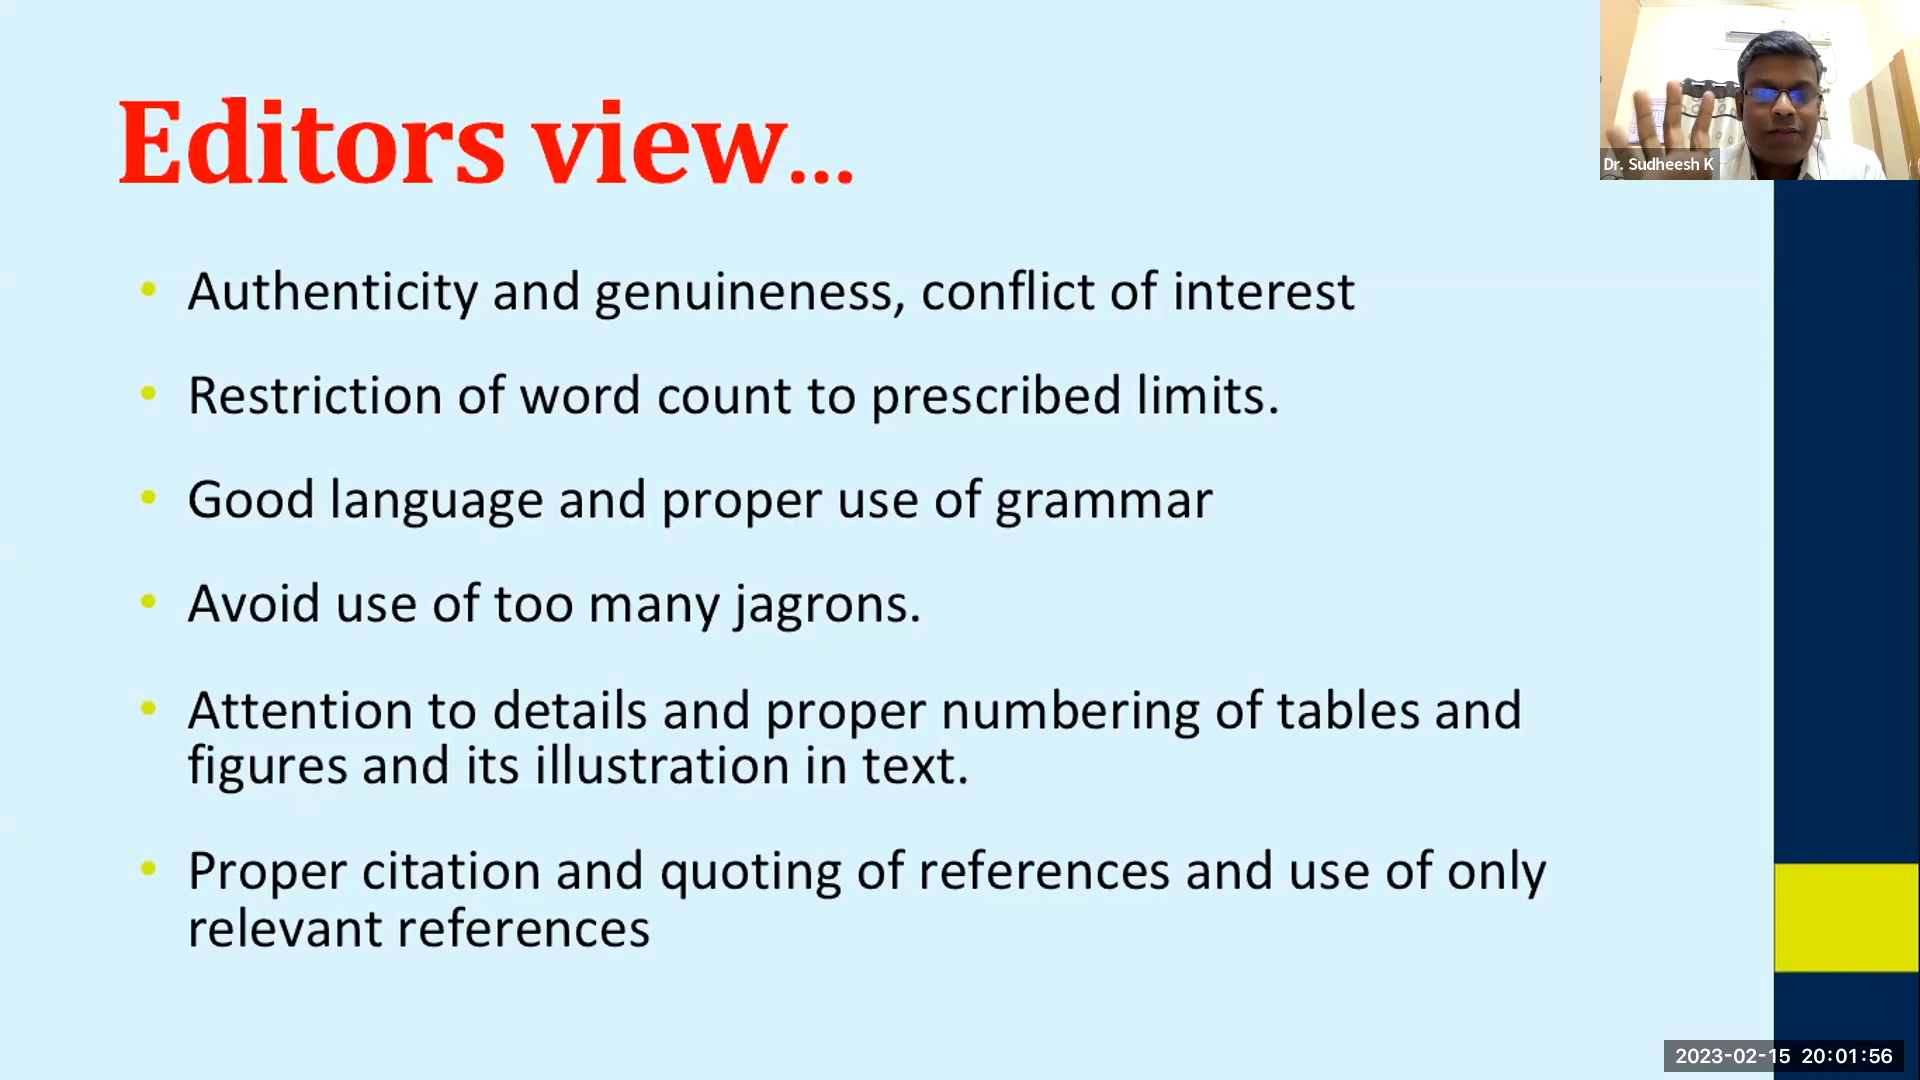 Editors view...
Dr. Sudheesh K
• Authenticity and genuineness, conflict of interest
• Restriction of word count to prescribed limits.
• Good language and proper use of grammar
• Avoid use of too many jagrons.
• Attention to details and proper numbering of tables and
figures and its illustration in text.
• Proper citation and quoting of references and use of only
relevant references
2023-02-15 20:01:56